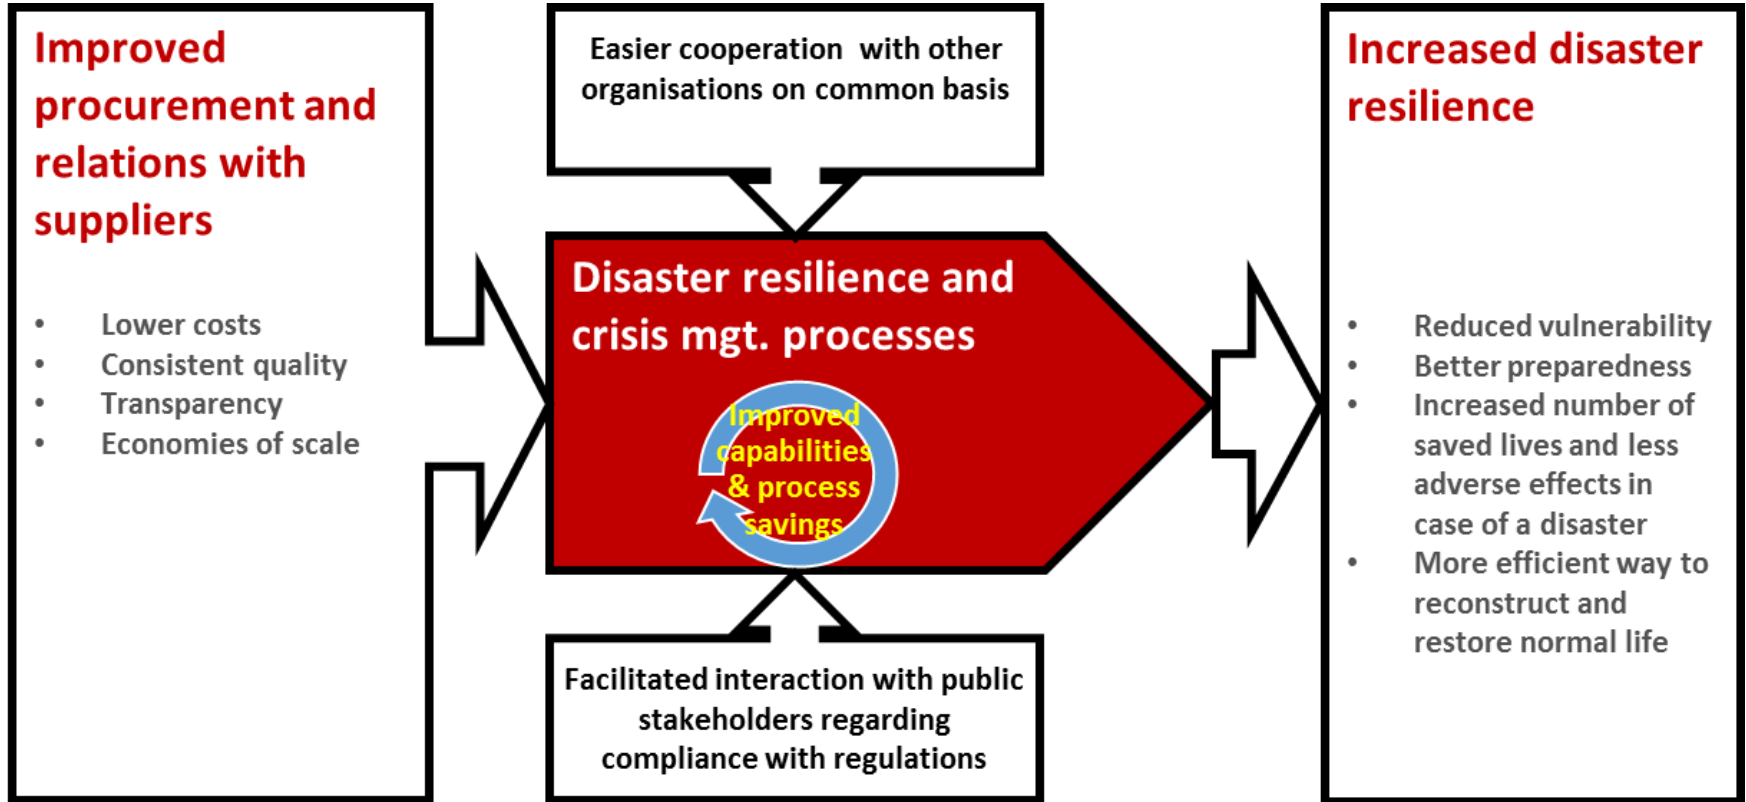 Improved
procurement and
relations with
suppliers
• Lower costs
• Consistent quality
• Transparency
• Economies of scale
Easier cooperation with other
organisations on common basis
Disaster resilience and
crisis mgt. processes
Improved
capabilities
& process
savings
Facilitated interaction with public
stakeholders regarding
compliance with regulations
Increased disaster
resilience
• Reduced vulnerability
• Better preparedness
• Increased number of
saved lives and less
adverse effects in
case of a disaster
• More efficient way to
reconstruct and
restore normal life